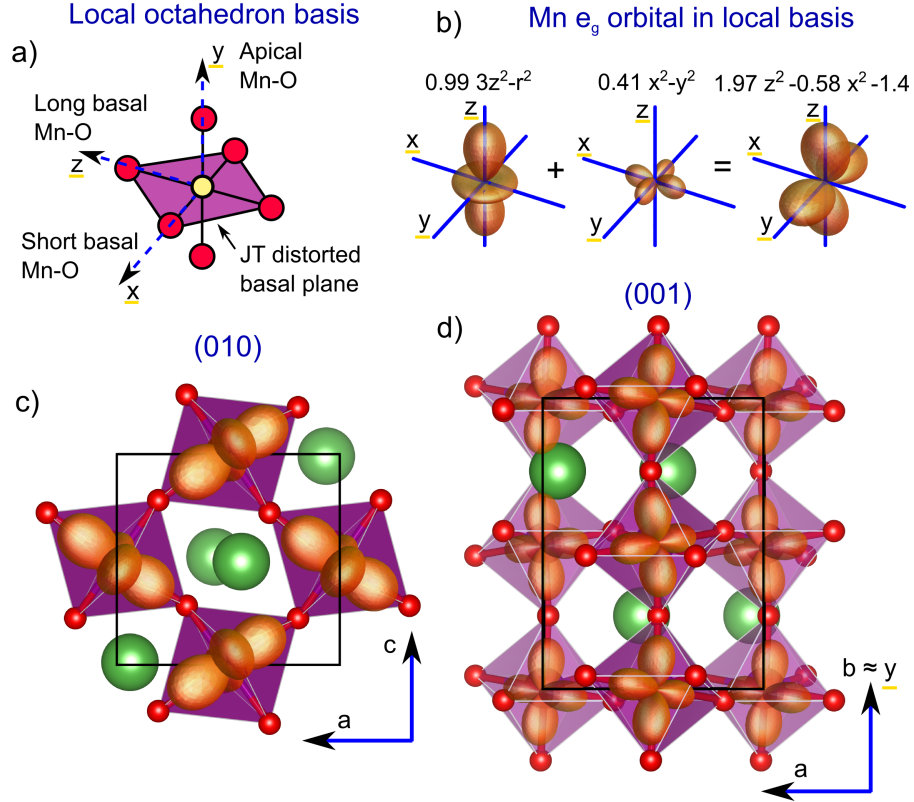 Local octahedron basis
Mn eg orbital in local basis
a)
y
Apical
Mn-O
Long basal
Mn-O
z
Short basal
Mn-O
x
JT distorted
basal plane
b)
0.99 3z²-r²
0.41 x²-y²
1.97 z² -0.58 x² -1.4
z
x
y
+
z
x
y
=
z
x
y
(010)
c)
c
a
(001)
d)
b ≈ y
a